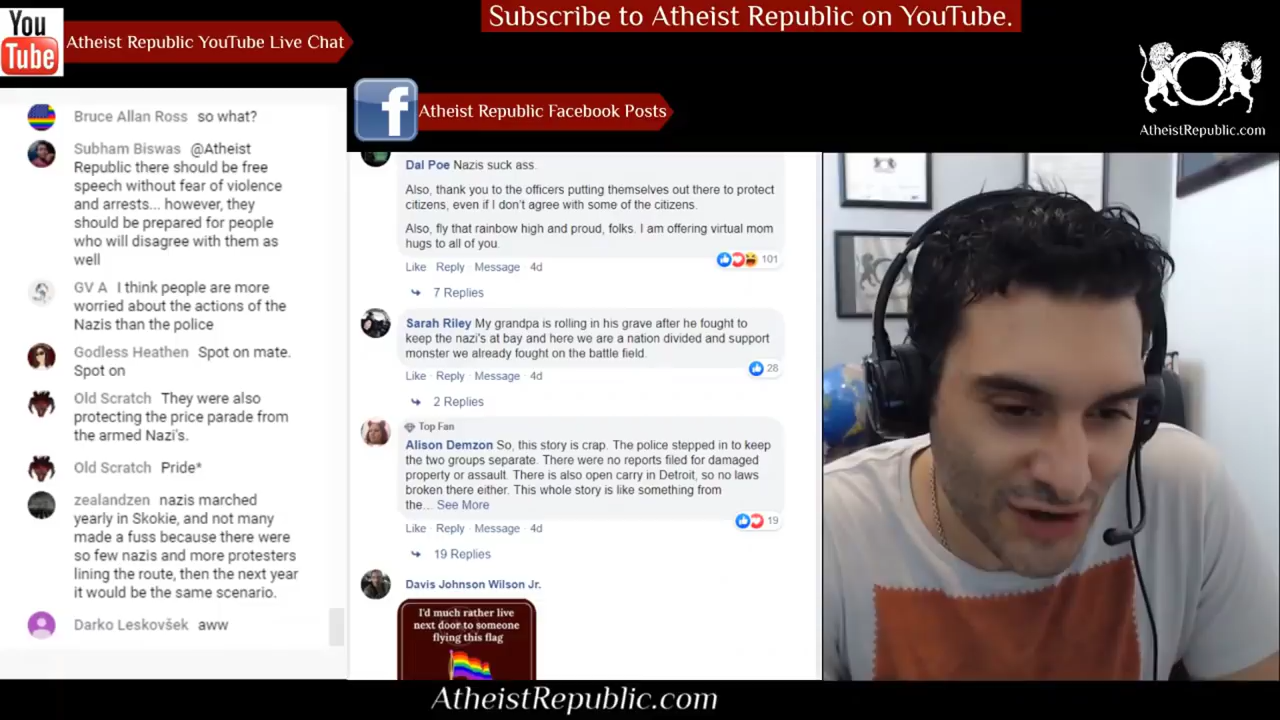 Subscribe to Atheist Republic on YouTube.
You
Tube
Atheist Republic YouTube Live Chat
AtheistRepublic.com
f
Atheist Republic Facebook Posts
Bruce Allan Ross so what?
Subham Biswas @Atheist
Republic there should be free
speech without fear of violence
and arrests... however, they
should be prepared for people
who will disagree with them as
well
GV A I think people are more
worried about the actions of the
Nazis than the police
Godless Heathen Spot on mate.
Spot on
Old Scratch They were also
protecting the price parade from
the armed Nazi's.
Old Scratch Pride*
zealandzen nazis marched
yearly in Skokie, and not many
made a fuss because there were
so few nazis and more protesters
lining the route, then the next year
it would be the same scenario.
Darko Leskovšek aww
Dal Poe Nazis suck ass.
Also, thank you to the officers putting themselves out there to protect
citizens, even if I don't agree with some of the citizens.
Also, fly that rainbow high and proud, folks. I am offering virtual mom
hugs to all of you.
101
Like · Reply · Message · 4d
7 Replies
Sarah Riley My grandpa is rolling in his grave after he fought to
keep the nazi's at bay and here we are a nation divided and support
monster we already fought on the battle field.
28
Like · Reply · Message · 4d
2 Replies
Top Fan
Alison Demzon So, this story is crap. The police stepped in to keep
the two groups separate. There were no reports filed for damaged
property or assault. There is also open carry in Detroit, so no laws
broken there either. This whole story is like something from
the... See More
19
Like · Reply · Message · 4d
19 Replies
Davis Johnson Wilson Jr.
I'd much rather live
next door to someone
flying this flag
AtheistRepublic.com